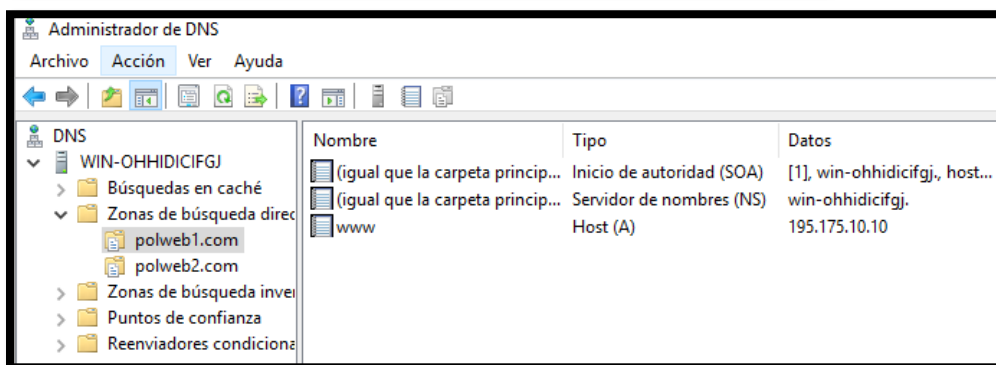 Administrador de DNS
Archivo Acción Ver Ayuda
DNS
WIN-OHHIDICIFGJ
Búsquedas en caché
Zonas de búsqueda direc
polweb1.com
polweb2.com
Zonas de búsqueda inver
Puntos de confianza
Reenviadores condiciona
Nombre Tipo Datos
(igual que la carpeta princip... Inicio de autoridad (SOA) [1], win-ohhidicifgj., host...
(igual que la carpeta princip... Servidor de nombres (NS) win-ohhidicifgj.
www Host (A) 195.175.10.10